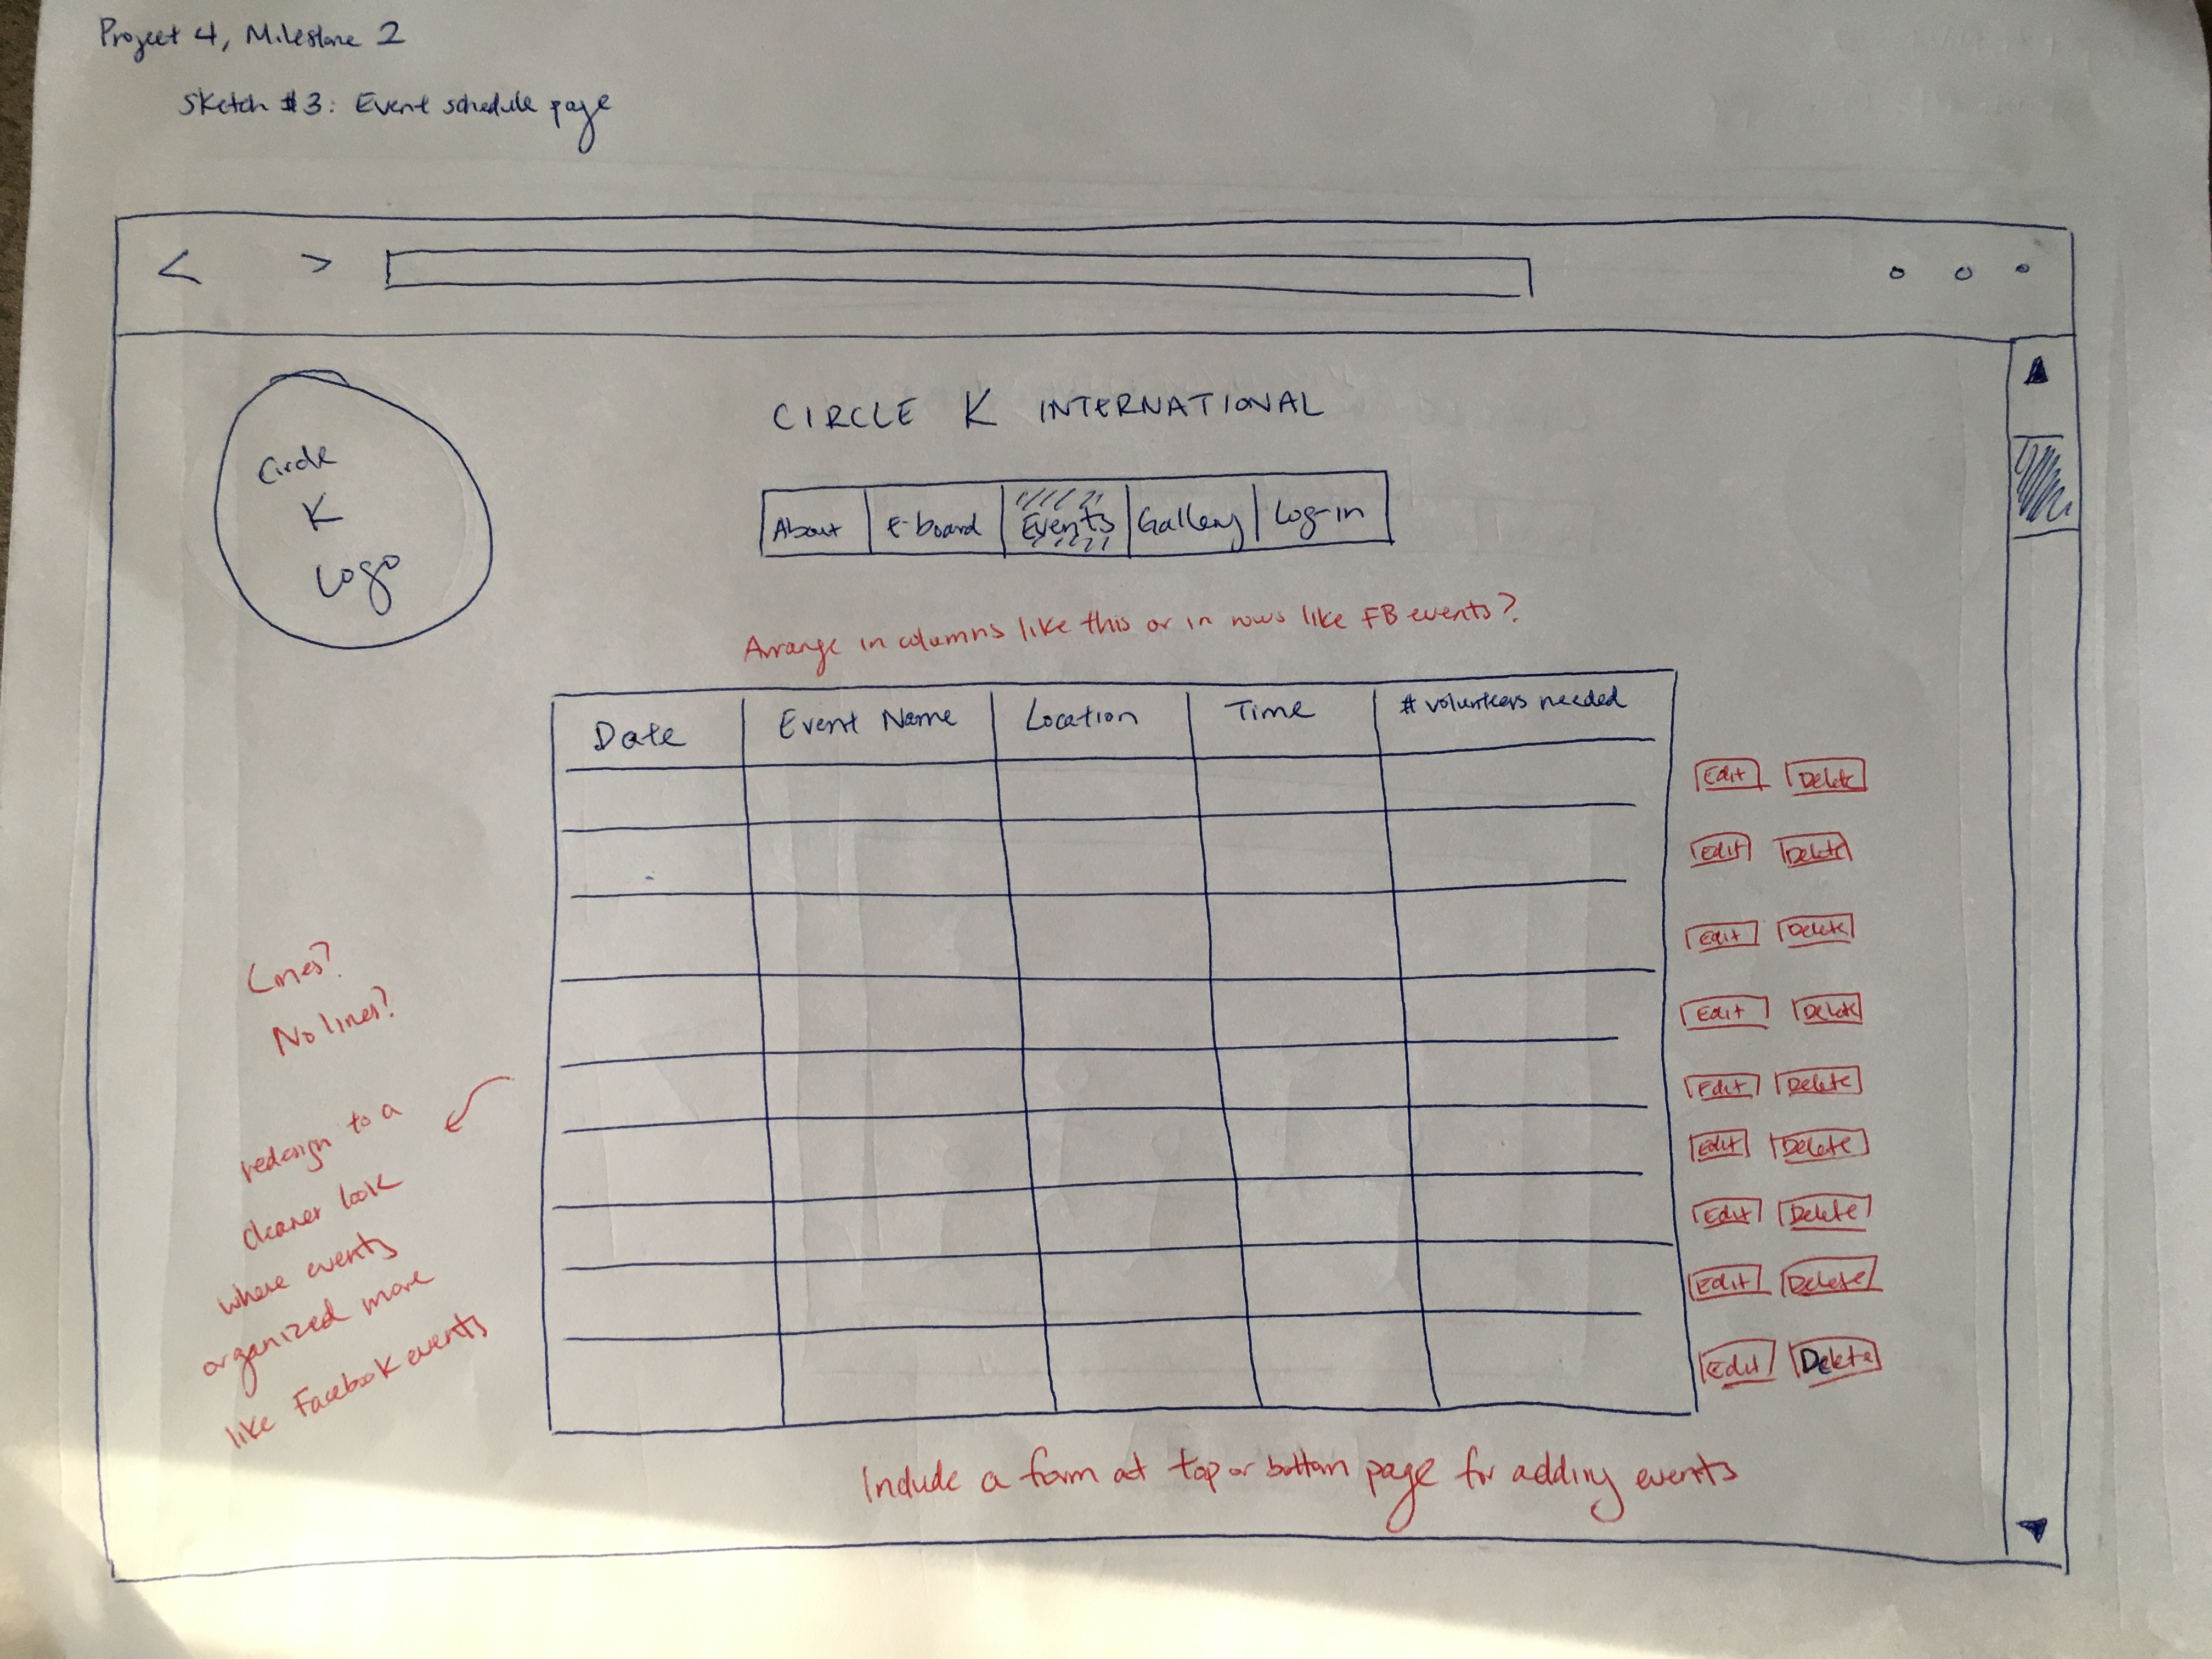 Project 4, Milestone 2
Sketch #3: Event schedule page
< >
Circle
K
Logo
CIRCLE K INTERNATIONAL
About e-board Events Gallery Log-in
Arrange in columns like this or in rows like FB events?
Date Event Name Location Time # volunteers needed
Edit Delete
Edit Delete
Edit Delete
Edit Delete
Edit Delete
Edit Delete
Edit Delete
Edit Delete
Edit Delete
Lines?
No lines?
redesign to a
cleaner look
where events
organized more
like Facebook events
Include a form at top or bottom page for adding events